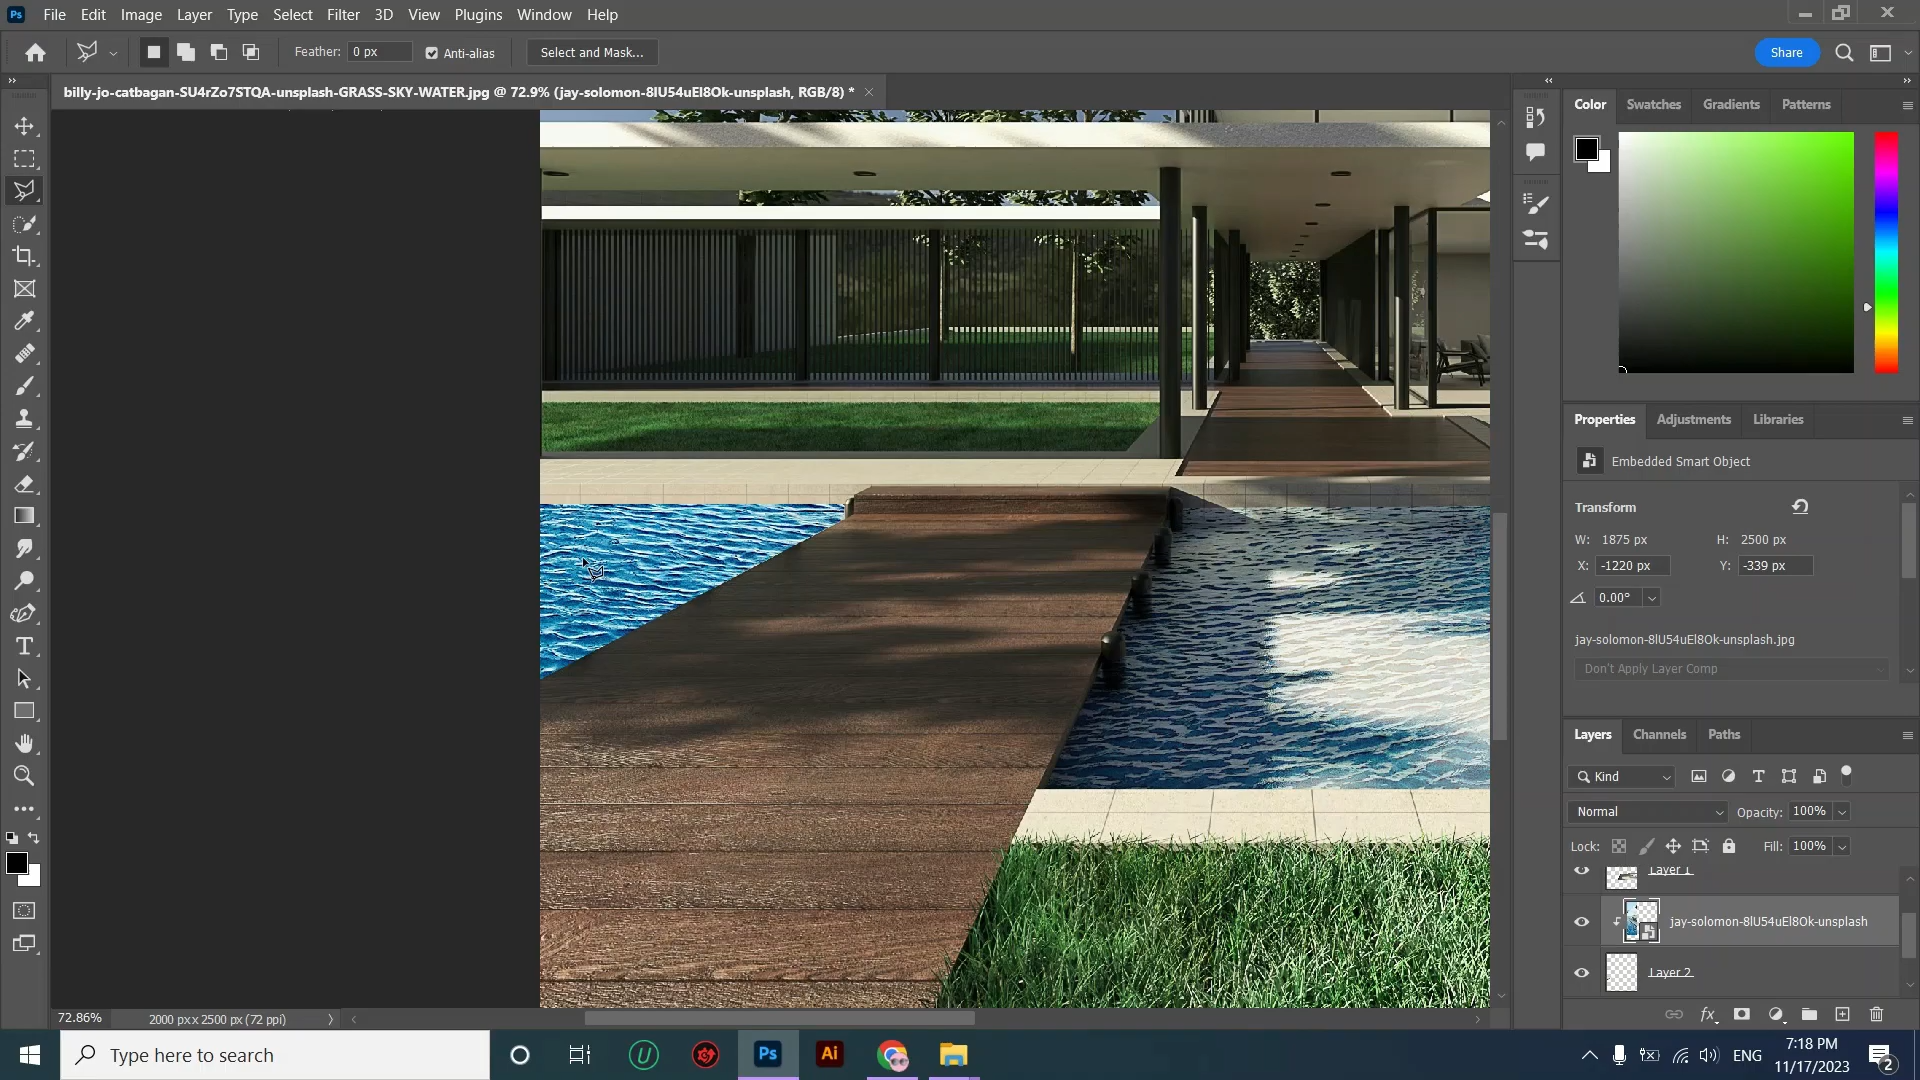 Ps File Edit Image Layer Type Select Filter 3D View Plugins Window Help
Feather: 0 px Anti-alias Select and Mask... Share
billy-jo-catbagan-SU4rZo7STQA-unsplash-GRASS-SKY-WATER.jpg @ 72.9% (jay-solomon-8lU54uEl8Ok-unsplash, RGB/8) *
Color Swatches Gradients Patterns
Properties Adjustments Libraries
Embedded Smart Object
Transform
W: 1875 px H: 2500 px
X: -1220 px Y: -339 px
0.00°
jay-solomon-8lU54uEl8Ok-unsplash.jpg
Don't Apply Layer Comp
Layers Channels Paths
Kind
Normal Opacity: 100%
Lock: Fill: 100%
Layer 1
jay-solomon-8lU54uEl8Ok-unsplash
Layer 2
fx
72.86% 2000 px x 2500 px (72 ppi)
Type here to search
Ps Ai
ENG
7:18 PM
11/17/2023
2